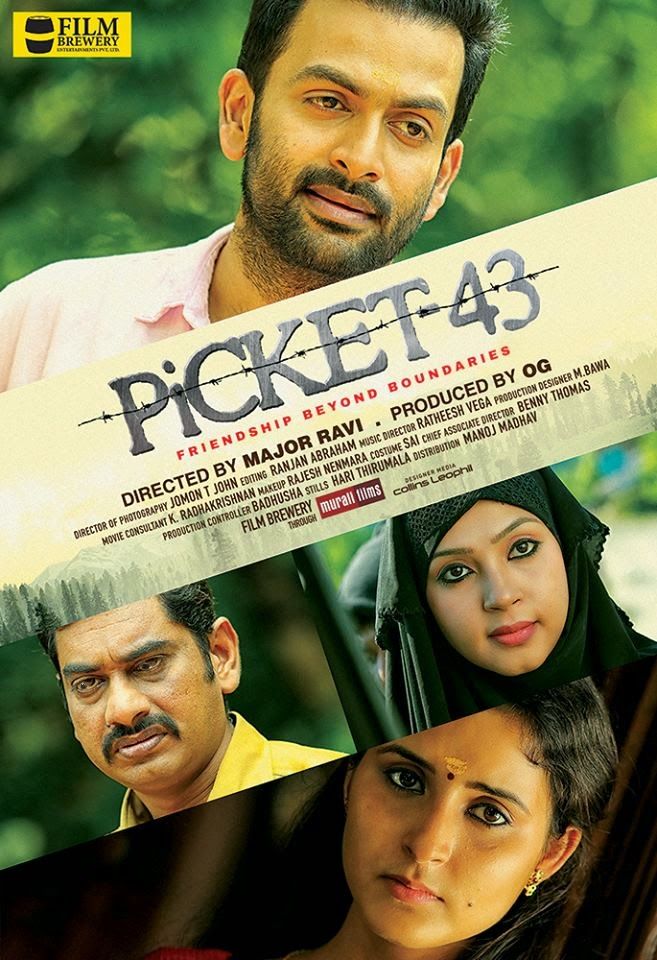 FILM
BREWERY
ENTERTAINMENTS PVT. LTD.
PiCKET-43
FRIENDSHIP BEYOND BOUNDARIES
DIRECTED BY MAJOR RAVI . PRODUCED BY OG
DIRECTOR OF PHOTOGRAPHY JOMON T JOHN EDITING RANJAN ABRAHAM MUSIC DIRECTOR RATHEESH VEGA PRODUCTION DESIGNER M.BAWA
MOVIE CONSULTANT K. RADHAKRISHNAN MAKEUP RAJESH NENMARA COSTUME SAI CHIEF ASSOCIATE DIRECTOR BENNY THOMAS
PRODUCTION CONTROLLER BADHUSHA STILLS HARI THIRUMALA DISTRIBUTION MANOJ MADHAV
FILM BREWERY
THROUGH
murali films
DESIGNER MEDIA
collins Leophil